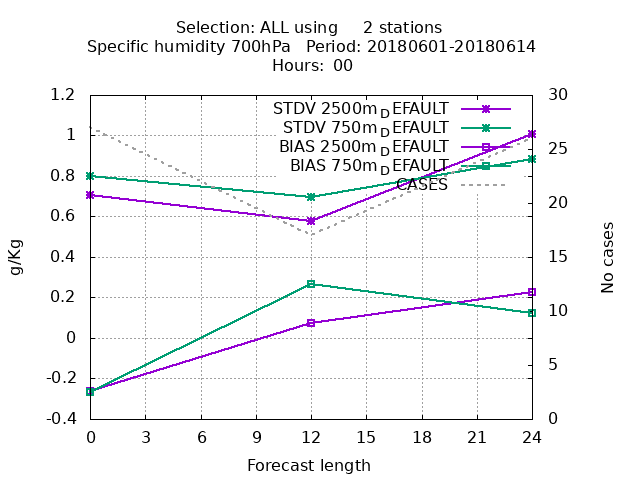 Selection: ALL using     2 stations
Specific humidity 700hPa   Period: 20180601-20180614
Hours:  00
STDV 2500m_DEFAULT
STDV 750m_DEFAULT
BIAS 2500m_DEFAULT
BIAS 750m_DEFAULT
CASES
1.2
1
0.8
0.6
0.4
0.2
0
-0.2
-0.4
g/Kg
30
25
20
15
10
5
0
No cases
0 3 6 9 12 15 18 21 24
Forecast length